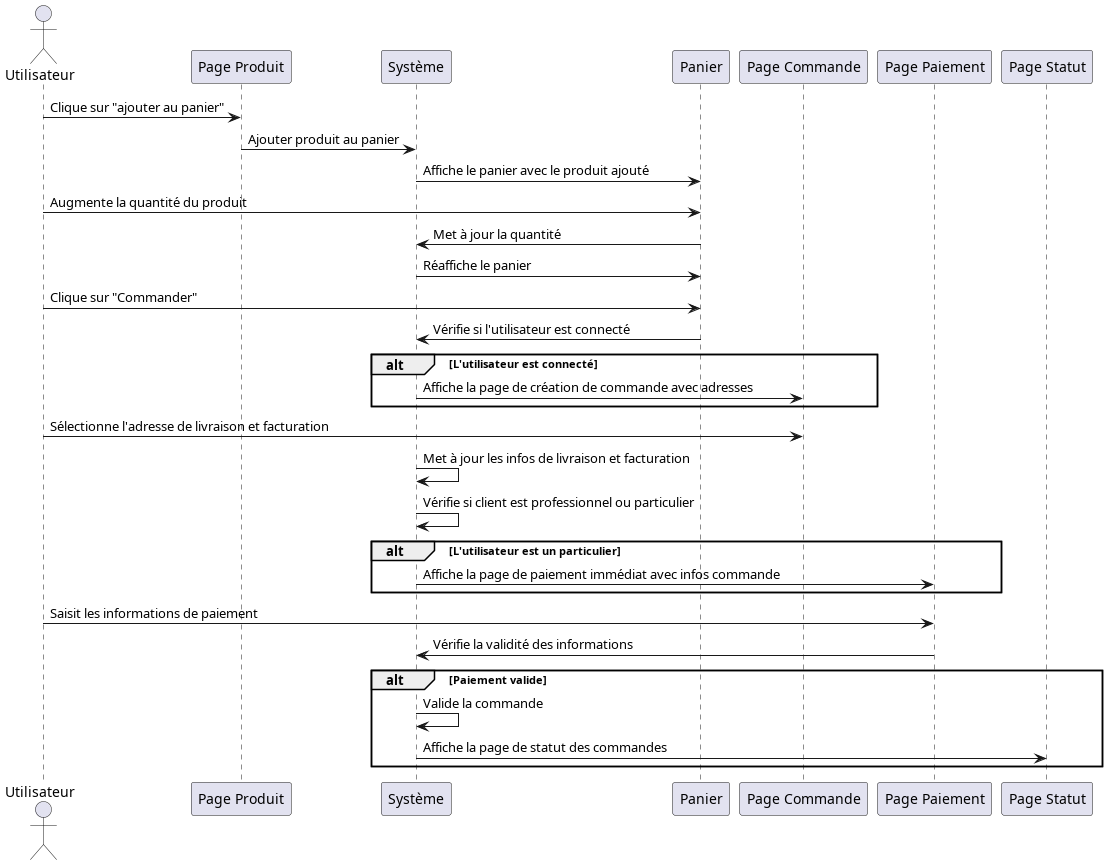 Utilisateur
Page Produit
Système
Panier
Page Commande
Page Paiement
Page Statut
Clique sur "ajouter au panier"
Ajouter produit au panier
Affiche le panier avec le produit ajouté
Augmente la quantité du produit
Met à jour la quantité
Réaffiche le panier
Clique sur "Commander"
Vérifie si l'utilisateur est connecté
alt [L'utilisateur est connecté]
Affiche la page de création de commande avec adresses
Sélectionne l'adresse de livraison et facturation
Met à jour les infos de livraison et facturation
Vérifie si client est professionnel ou particulier
alt [L'utilisateur est un particulier]
Affiche la page de paiement immédiat avec infos commande
Saisit les informations de paiement
Vérifie la validité des informations
alt [Paiement valide]
Valide la commande
Affiche la page de statut des commandes
Utilisateur
Page Produit
Système
Panier
Page Commande
Page Paiement
Page Statut